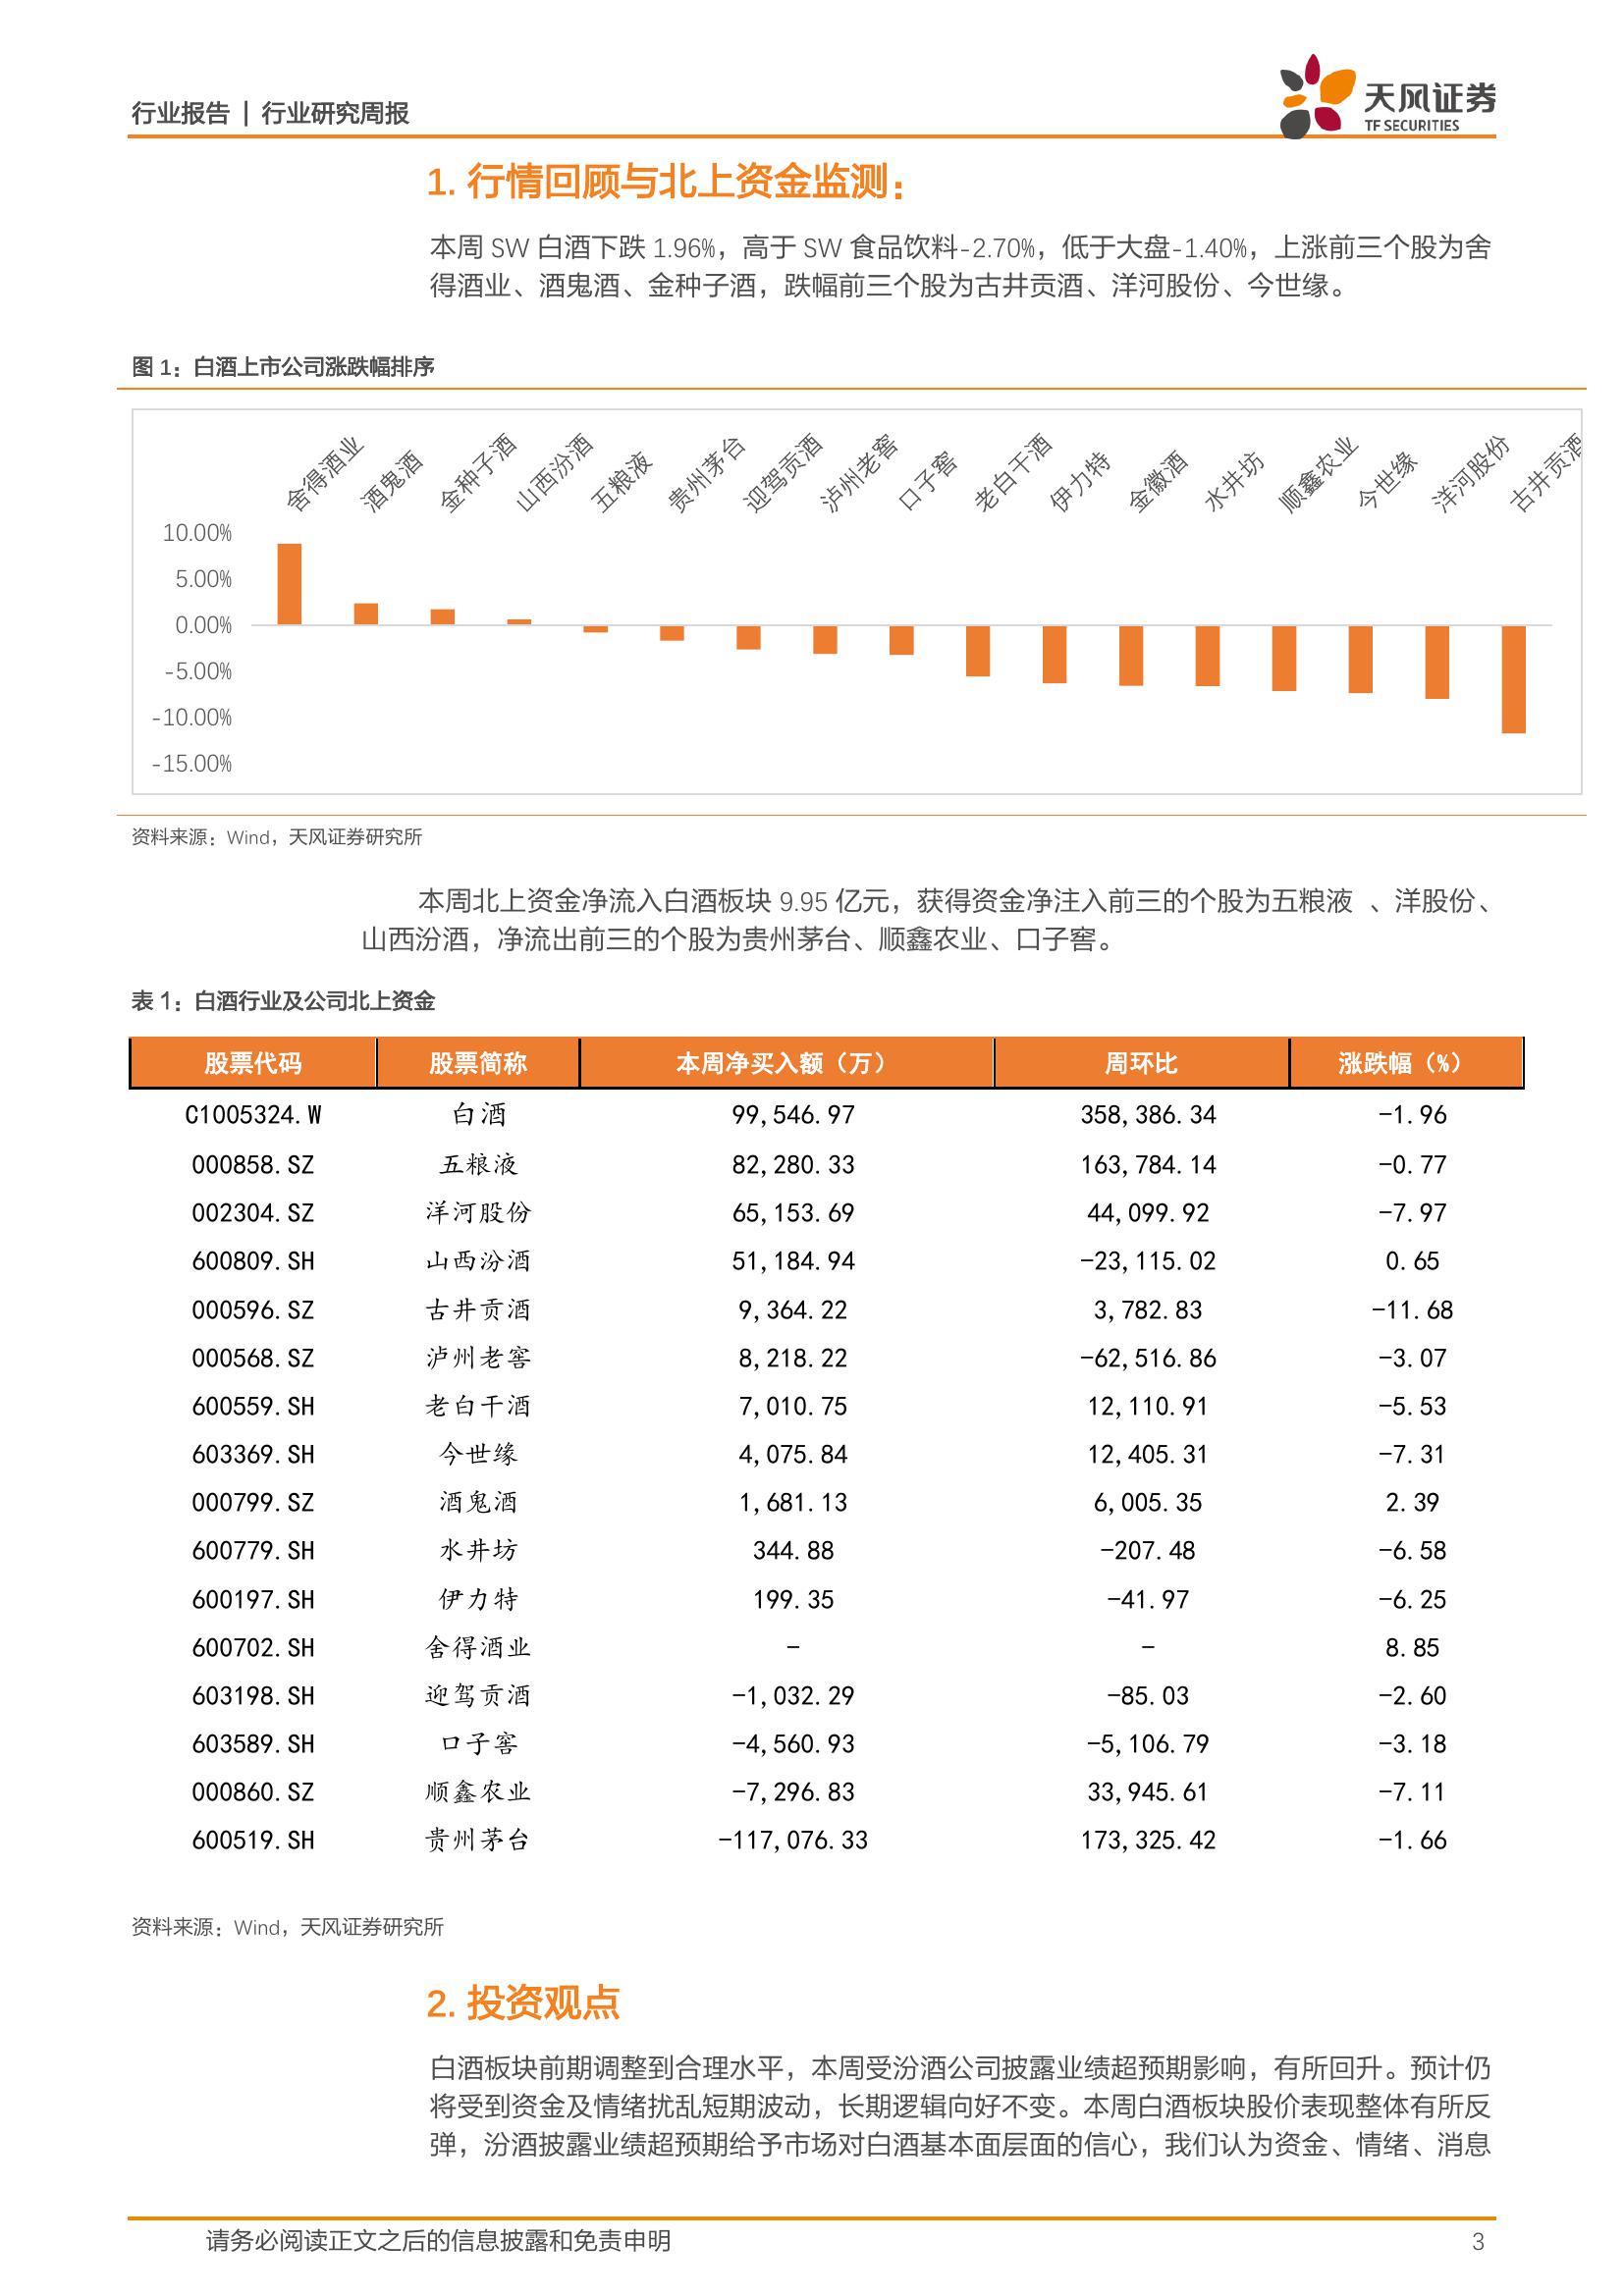 行业报告 | 行业研究周报
天风证券
TF SECURITIES
1. 行情回顾与北上资金监测：
本周 SW 白酒下跌 1.96%，高于 SW 食品饮料-2.70%，低于大盘-1.40%，上涨前三个股为舍
得酒业、酒鬼酒、金种子酒，跌幅前三个股为古井贡酒、洋河股份、今世缘。
图 1：白酒上市公司涨跌幅排序
舍得酒业 酒鬼酒 金种子酒 山西汾酒 五粮液 贵州茅台 迎驾贡酒 泸州老窖 口子窖 老白干酒 伊力特 金徽酒 水井坊 顺鑫农业 今世缘 洋河股份 古井贡酒
10.00%
5.00%
0.00%
-5.00%
-10.00%
-15.00%
资料来源：Wind，天风证券研究所
本周北上资金净流入白酒板块 9.95 亿元，获得资金净注入前三的个股为五粮液 、洋股份、
山西汾酒，净流出前三的个股为贵州茅台、顺鑫农业、口子窖。
表 1：白酒行业及公司北上资金
股票代码 股票简称 本周净买入额（万） 周环比 涨跌幅（%）
C1005324.W 白酒 99,546.97 358,386.34 -1.96
000858.SZ 五粮液 82,280.33 163,784.14 -0.77
002304.SZ 洋河股份 65,153.69 44,099.92 -7.97
600809.SH 山西汾酒 51,184.94 -23,115.02 0.65
000596.SZ 古井贡酒 9,364.22 3,782.83 -11.68
000568.SZ 泸州老窖 8,218.22 -62,516.86 -3.07
600559.SH 老白干酒 7,010.75 12,110.91 -5.53
603369.SH 今世缘 4,075.84 12,405.31 -7.31
000799.SZ 酒鬼酒 1,681.13 6,005.35 2.39
600779.SH 水井坊 344.88 -207.48 -6.58
600197.SH 伊力特 199.35 -41.97 -6.25
600702.SH 舍得酒业 - - 8.85
603198.SH 迎驾贡酒 -1,032.29 -85.03 -2.60
603589.SH 口子窖 -4,560.93 -5,106.79 -3.18
000860.SZ 顺鑫农业 -7,296.83 33,945.61 -7.11
600519.SH 贵州茅台 -117,076.33 173,325.42 -1.66
资料来源：Wind，天风证券研究所
2. 投资观点
白酒板块前期调整到合理水平，本周受汾酒公司披露业绩超预期影响，有所回升。预计仍
将受到资金及情绪扰乱短期波动，长期逻辑向好不变。本周白酒板块股价表现整体有所反
弹，汾酒披露业绩超预期给予市场对白酒基本面层面的信心，我们认为资金、情绪、消息
请务必阅读正文之后的信息披露和免责申明 3